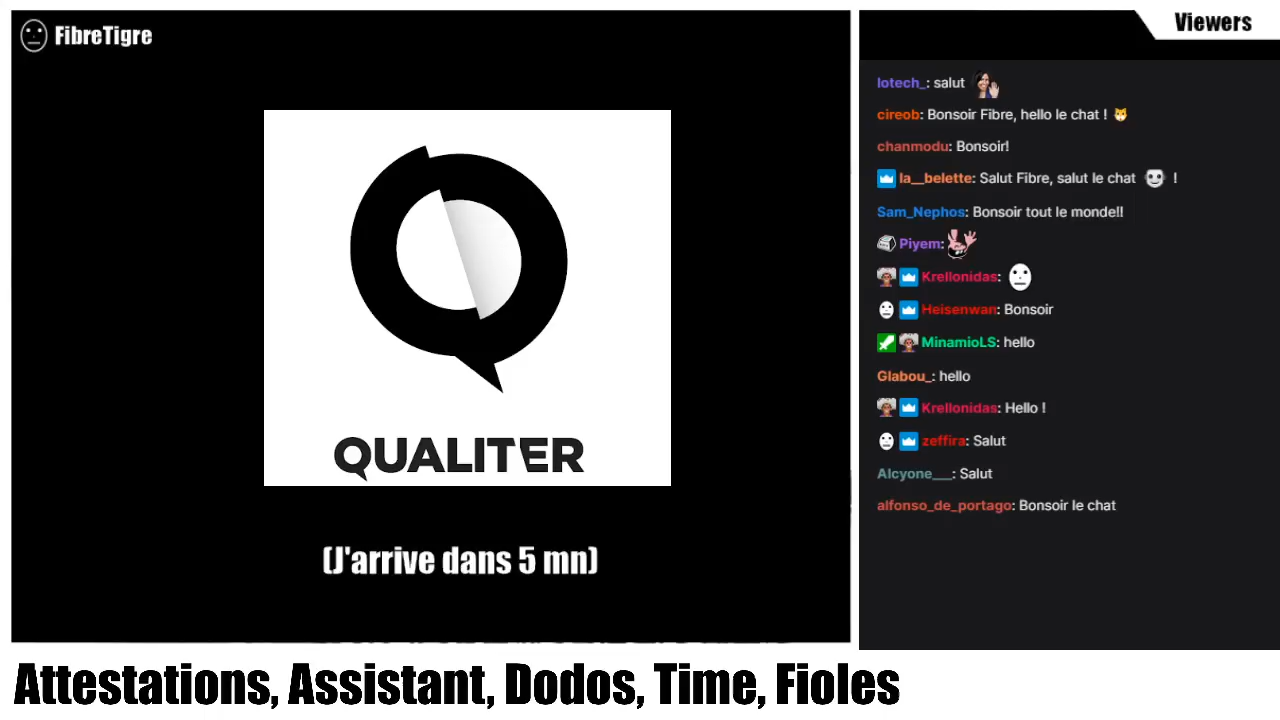 FibreTigre
Viewers
QUALITER
(J'arrive dans 5 mn)
lotech_: salut
cireob: Bonsoir Fibre, hello le chat !
chanmodu: Bonsoir!
la__belette: Salut Fibre, salut le chat !
Sam_Nephos: Bonsoir tout le monde!!
Piyem:
Krellonidas:
Heisenwan: Bonsoir
MinamioLS: hello
Glabou_: hello
Krellonidas: Hello !
zeffira: Salut
Alcyone___: Salut
alfonso_de_portago: Bonsoir le chat
Attestations, Assistant, Dodos, Time, Fioles